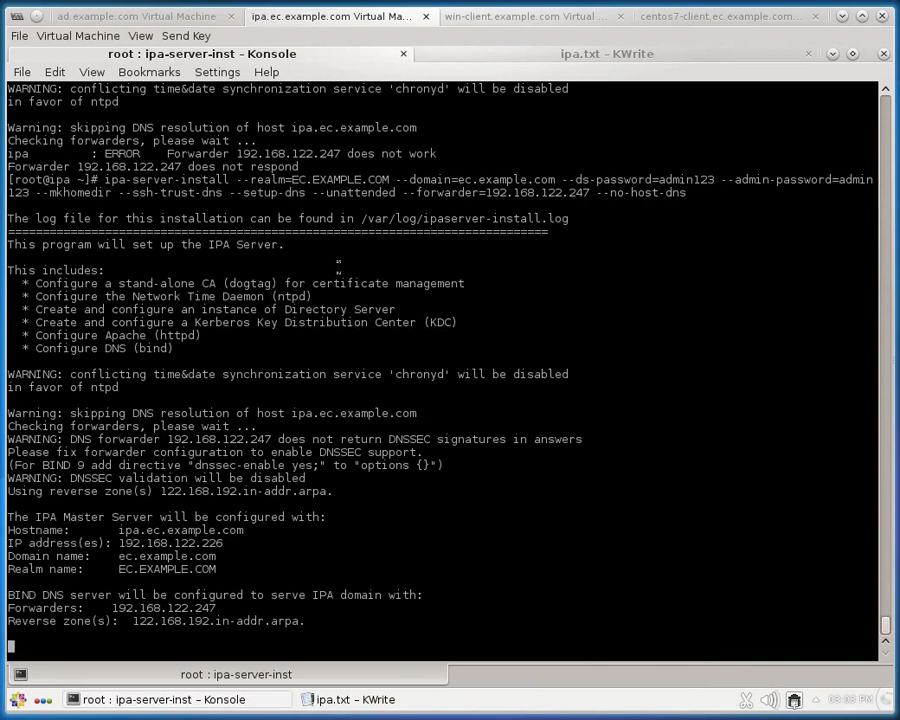 ad.example.com Virtual Machine
ipa.ec.example.com Virtual Ma...
win-client.example.com Virtual ...
centos7-client.ec.example.com...
File Virtual Machine View Send Key
root : ipa-server-inst – Konsole
ipa.txt – KWrite
File Edit View Bookmarks Settings Help
WARNING: conflicting time&date synchronization service 'chronyd' will be disabled
in favor of ntpd
Warning: skipping DNS resolution of host ipa.ec.example.com
Checking forwarders, please wait ...
ipa : ERROR Forwarder 192.168.122.247 does not work
Forwarder 192.168.122.247 does not respond
[root@ipa ~]# ipa-server-install --realm=EC.EXAMPLE.COM --domain=ec.example.com --ds-password=admin123 --admin-password=admin
123 --mkhomedir --ssh-trust-dns --setup-dns --unattended --forwarder=192.168.122.247 --no-host-dns
The log file for this installation can be found in /var/log/ipaserver-install.log
==============================================================================
This program will set up the IPA Server.
This includes:
* Configure a stand-alone CA (dogtag) for certificate management
* Configure the Network Time Daemon (ntpd)
* Create and configure an instance of Directory Server
* Create and configure a Kerberos Key Distribution Center (KDC)
* Configure Apache (httpd)
* Configure DNS (bind)
WARNING: conflicting time&date synchronization service 'chronyd' will be disabled
in favor of ntpd
Warning: skipping DNS resolution of host ipa.ec.example.com
Checking forwarders, please wait ...
WARNING: DNS forwarder 192.168.122.247 does not return DNSSEC signatures in answers
Please fix forwarder configuration to enable DNSSEC support.
(For BIND 9 add directive "dnssec-enable yes;" to "options {}")
WARNING: DNSSEC validation will be disabled
Using reverse zone(s) 122.168.192.in-addr.arpa.
The IPA Master Server will be configured with:
Hostname: ipa.ec.example.com
IP address(es): 192.168.122.226
Domain name: ec.example.com
Realm name: EC.EXAMPLE.COM
BIND DNS server will be configured to serve IPA domain with:
Forwarders: 192.168.122.247
Reverse zone(s): 122.168.192.in-addr.arpa.
root : ipa-server-inst
root : ipa-server-inst – Konsole
ipa.txt – KWrite
03:03 PM